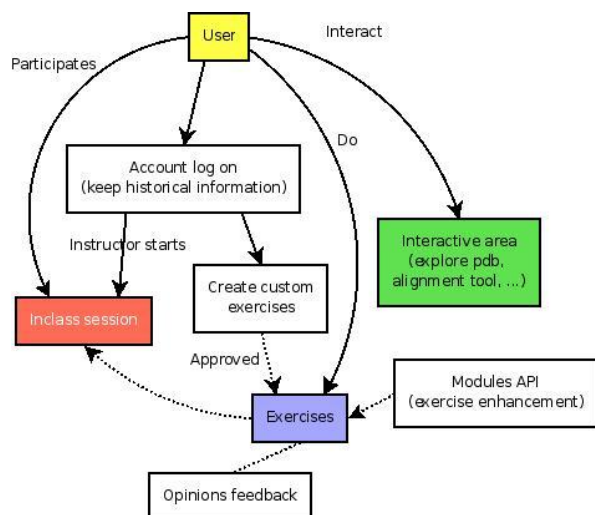 User
Interact
Participates
Do
Account log on
(keep historical information)
Instructor starts
Interactive area
(explore pdb,
alignment tool, ...)
Create custom
exercises
Inclass session
Approved
Modules API
(exercise enhancement)
Exercises
Opinions feedback